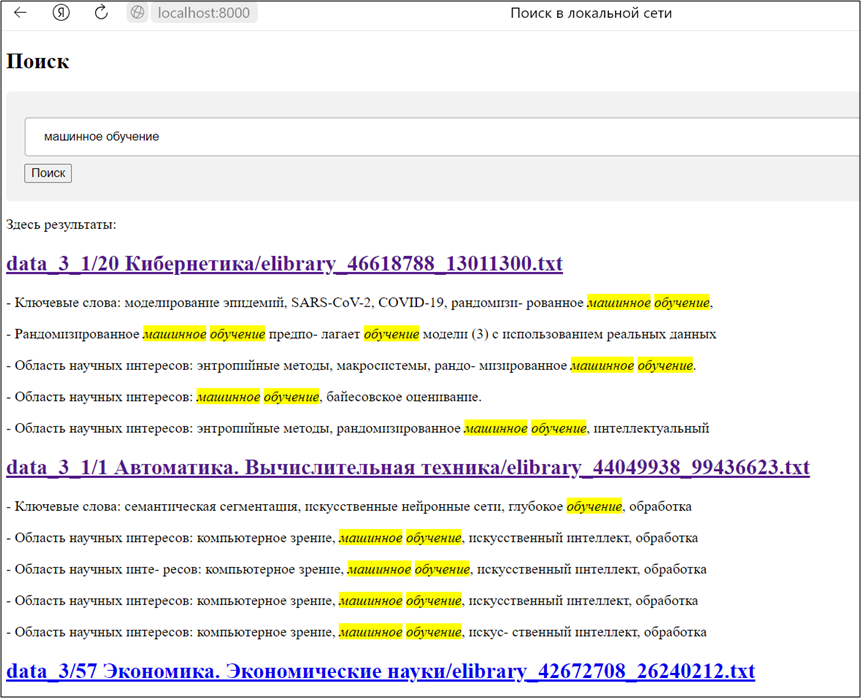 Я localhost:8000 Поиск в локальной сети
Поиск
машинное обучение
Поиск
Здесь результаты:
data_3_1/20 Кибернетика/elibrary_46618788_13011300.txt
- Ключевые слова: моделирование эпидемий, SARS-CoV-2, COVID-19, рандомизи- рованное машинное обучение,
- Рандомизированное машинное обучение предпо- лагает обучение модели (3) с использованием реальных данных
- Область научных интересов: энтропийные методы, макросистемы, рандо- мизированное машинное обучение.
- Область научных интересов: машинное обучение, байесовское оценивание.
- Область научных интересов: энтропийные методы, рандомизированное машинное обучение, интеллектуальный
data_3_1/1 Автоматика. Вычислительная техника/elibrary_44049938_99436623.txt
- Ключевые слова: семантическая сегментация, искусственные нейронные сети, глубокое обучение, обработка
- Область научных интересов: компьютерное зрение, машинное обучение, искусственный интеллект, обработка
- Область научных инте- ресов: компьютерное зрение, машинное обучение, искусственный интеллект, обработка
- Область научных интересов: компьютерное зрение, машинное обучение, искусственный интеллект, обработка
- Область научных интересов: компьютерное зрение, машинное обучение, искус- ственный интеллект, обработка
data_3/57 Экономика. Экономические науки/elibrary_42672708_26240212.txt